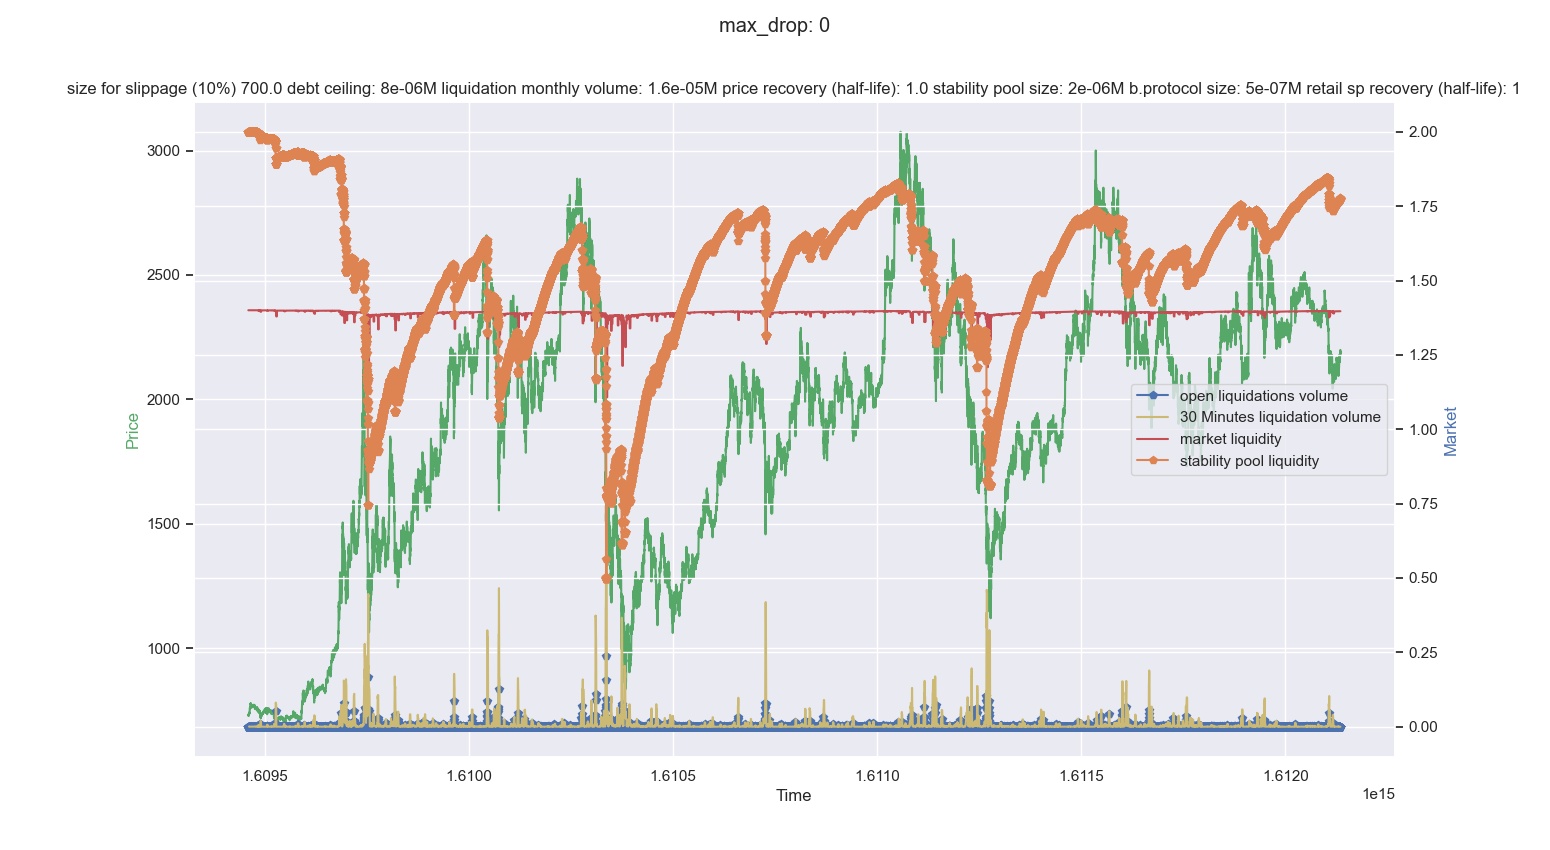 max_drop: 0
size for slippage (10%) 700.0 debt ceiling: 8e-06M liquidation monthly volume: 1.6e-05M price recovery (half-life): 1.0 stability pool size: 2e-06M b.protocol size: 5e-07M retail sp recovery (half-life): 1
3000
2500
2000
1500
1000
Price
2.00
1.75
1.50
1.25
1.00
0.75
0.50
0.25
0.00
Market
open liquidations volume
30 Minutes liquidation volume
market liquidity
stability pool liquidity
1.6095 1.6100 1.6105 1.6110 1.6115 1.6120
1e15
Time